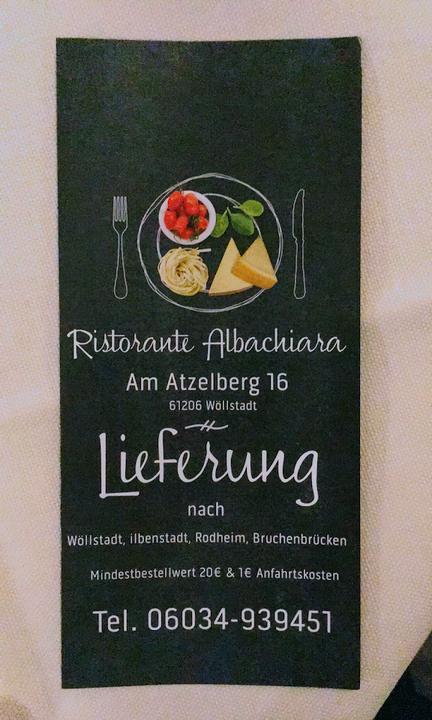 Ristorante Albachiara
Am Atzelberg 16
61206 Wöllstadt
Lieferung
nach
Wöllstadt, ilbenstadt, Rodheim, Bruchenbrücken
Mindestbestellwert 20€ & 1€ Anfahrtskosten
Tel. 06034-939451